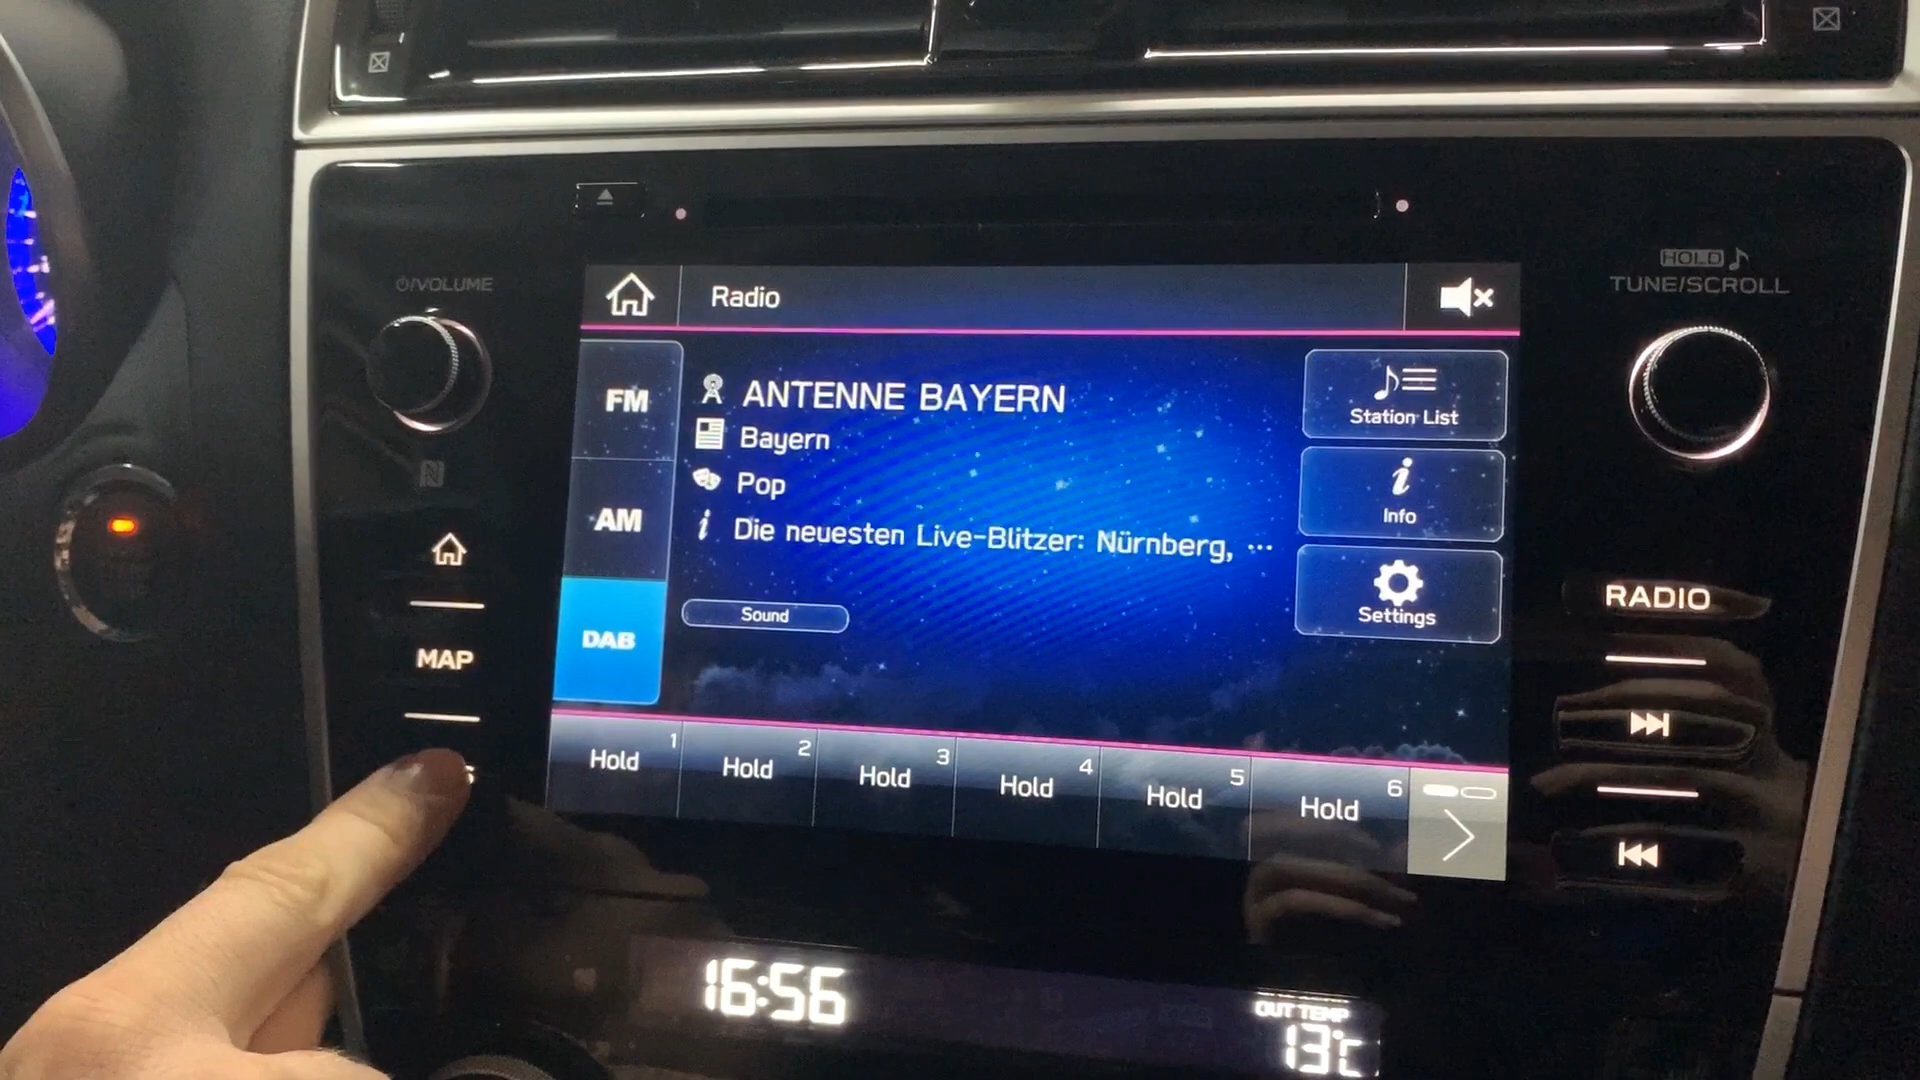 ⏻/VOLUME
HOLD ♪
TUNE/SCROLL
Radio
FM
AM
DAB
ANTENNE BAYERN
Bayern
Pop
Die neuesten Live-Blitzer: Nürnberg, ...
Sound
Station List
Info
Settings
MAP
RADIO
Hold 1
Hold 2
Hold 3
Hold 4
Hold 5
Hold 6
16:56
OUT TEMP
13°C